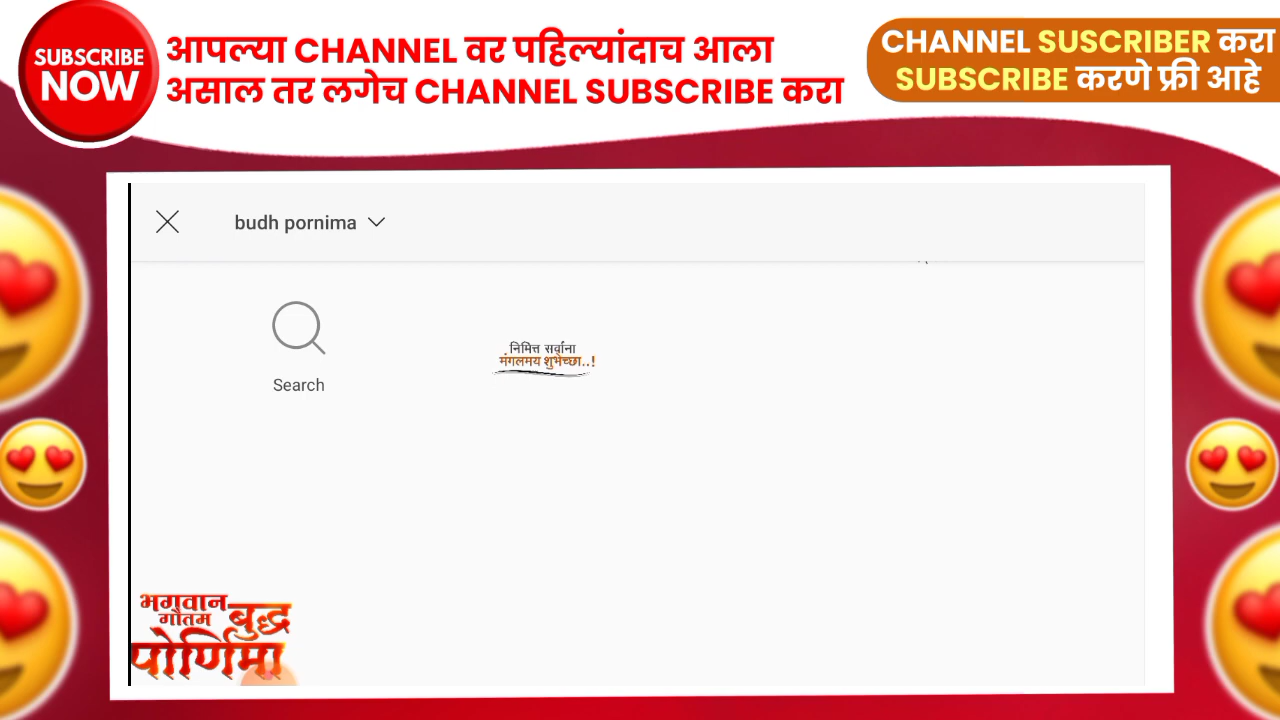 SUBSCRIBE
NOW
आपल्या CHANNEL वर पहिल्यांदाच आला
असाल तर लगेच CHANNEL SUBSCRIBE करा
CHANNEL SUSCRIBER करा
SUBSCRIBE करणे फ्री आहे
budh pornima
Search
निमित्त सर्वांना
मंगलमय शुभेच्छा..!
भगवान
गौतम बुद्ध
पोर्णिमा